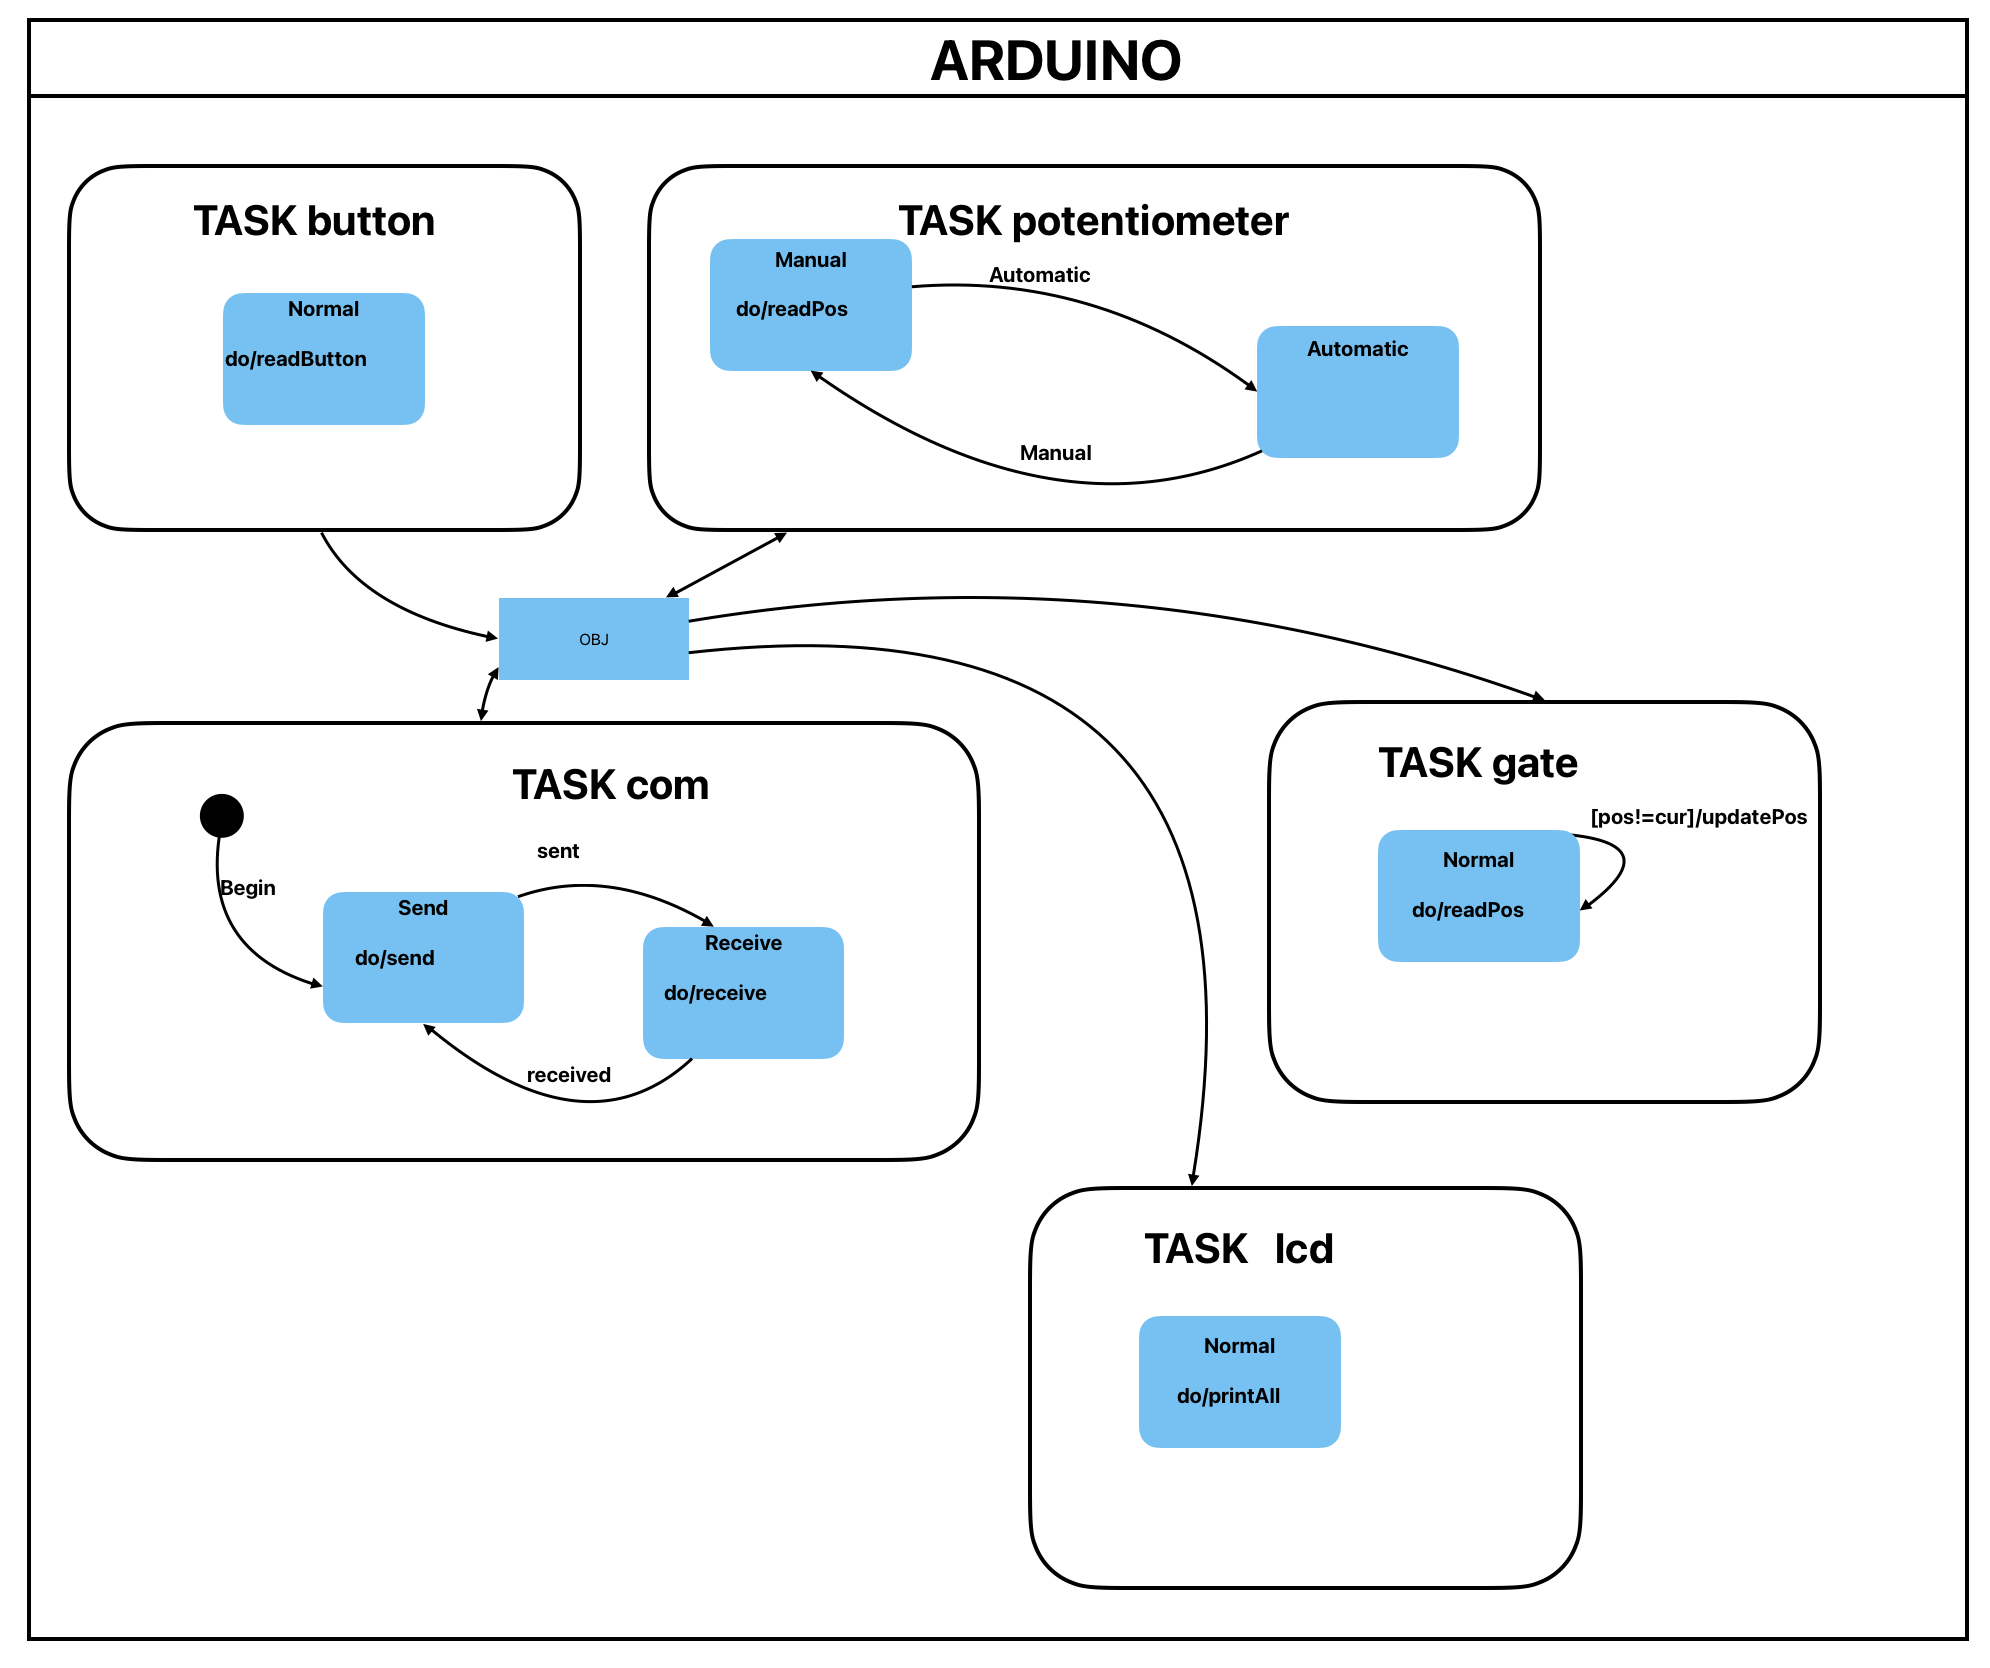 ARDUINO
TASK button
Normal
do/readButton
TASK potentiometer
Manual
do/readPos
Automatic
Automatic
Manual
OBJ
TASK com
Begin
sent
Send
do/send
Receive
do/receive
received
TASK gate
[pos!=cur]/updatePos
Normal
do/readPos
TASK lcd
Normal
do/printAll